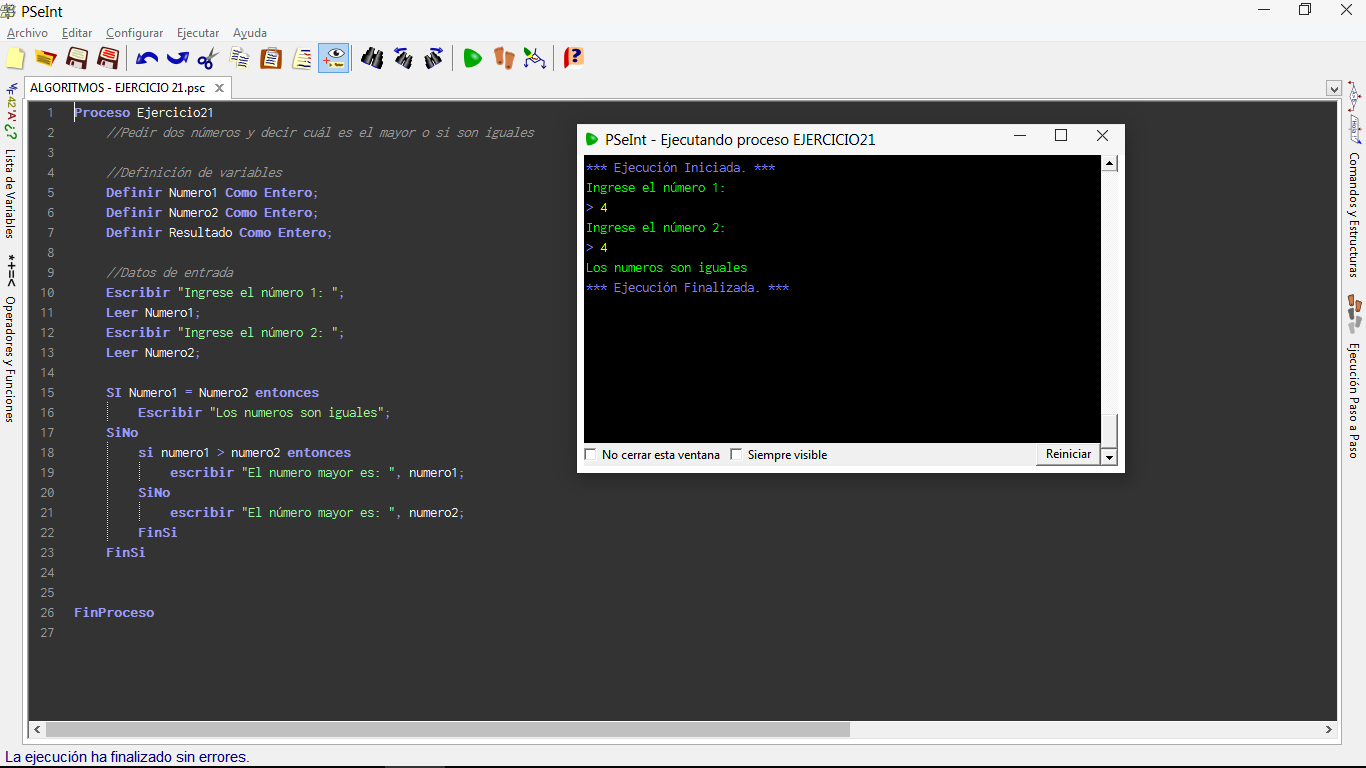 PSeInt
Archivo Editar Configurar Ejecutar Ayuda
ALGORITMOS - EJERCICIO 21.psc
1 Proceso Ejercicio21
2 //Pedir dos números y decir cuál es el mayor o si son iguales
3
4 //Definición de variables
5 Definir Numero1 Como Entero;
6 Definir Numero2 Como Entero;
7 Definir Resultado Como Entero;
8
9 //Datos de entrada
10 Escribir "Ingrese el número 1: ";
11 Leer Numero1;
12 Escribir "Ingrese el número 2: ";
13 Leer Numero2;
14
15 SI Numero1 = Numero2 entonces
16 Escribir "Los numeros son iguales";
17 SiNo
18 si numero1 > numero2 entonces
19 escribir "El numero mayor es: ", numero1;
20 SiNo
21 escribir "El número mayor es: ", numero2;
22 FinSi
23 FinSi
24
25
26 FinProceso
27
PSeInt - Ejecutando proceso EJERCICIO21
*** Ejecución Iniciada. ***
Ingrese el número 1:
> 4
Ingrese el número 2:
> 4
Los numeros son iguales
*** Ejecución Finalizada. ***
No cerrar esta ventana Siempre visible Reiniciar
Lista de Variables
*+=< Operadores y Funciones
Comandos y Estructuras
Ejecución Paso a Paso
La ejecución ha finalizado sin errores.